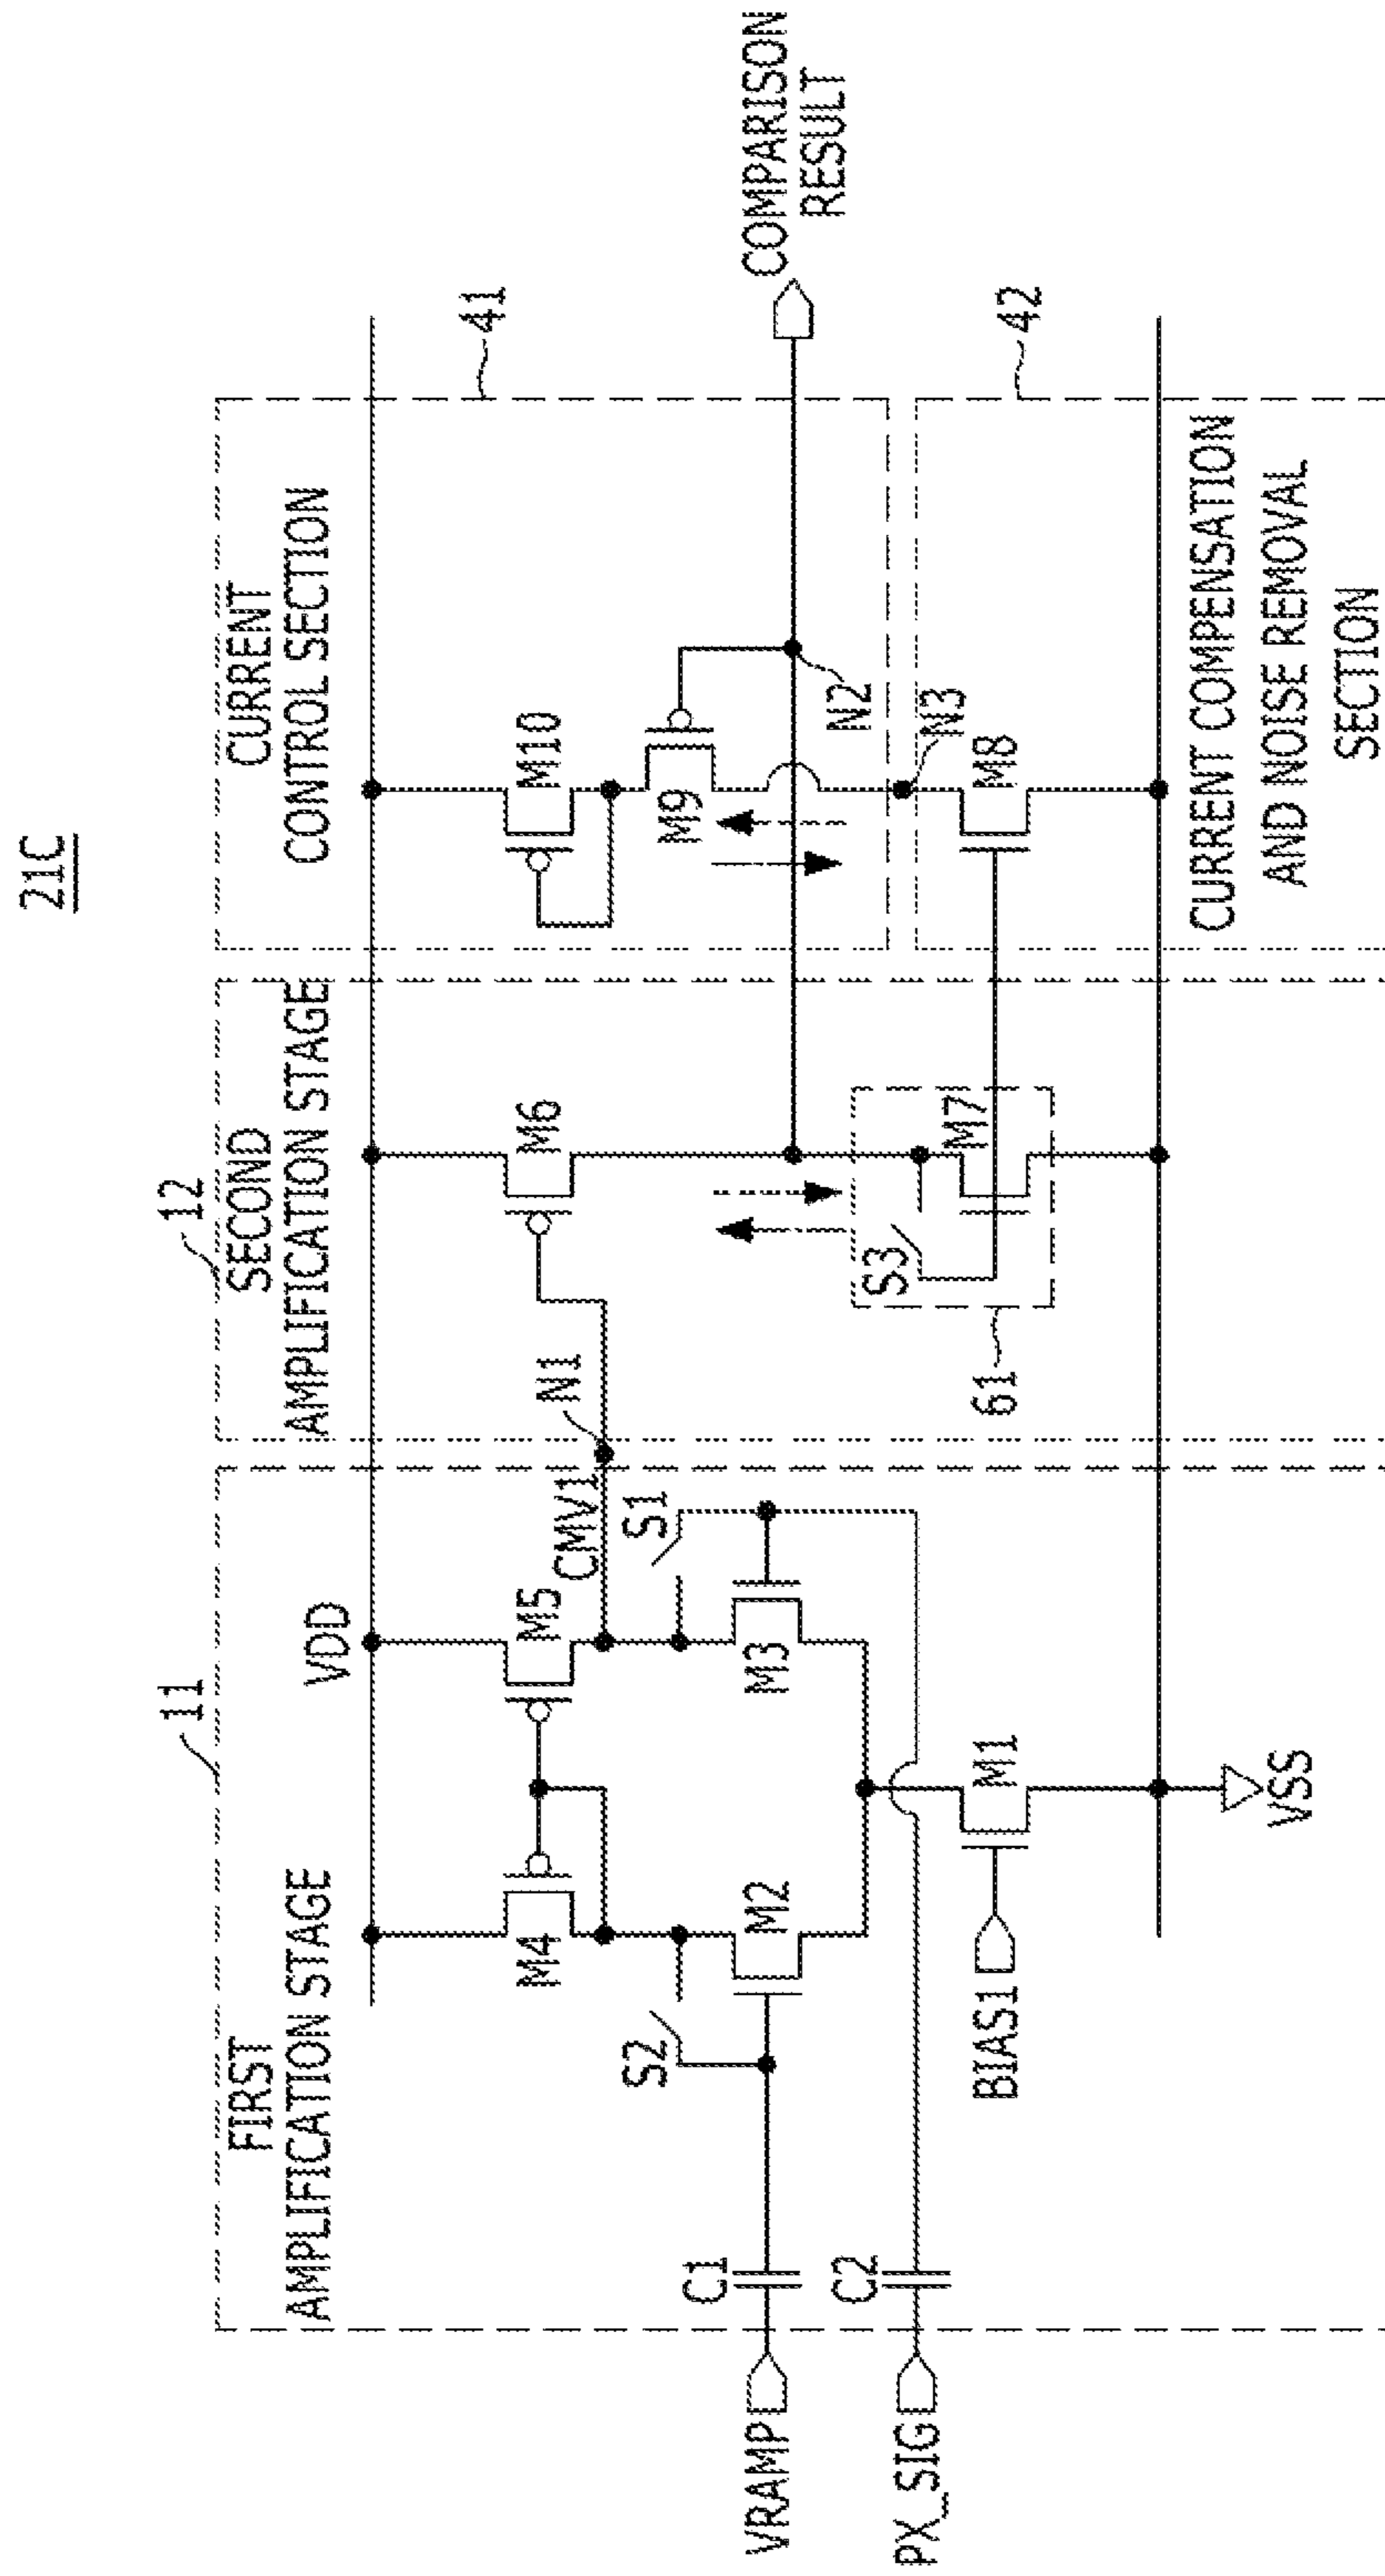 21C
11
FIRST
AMPLIFICATION STAGE
12
SECOND
AMPLIFICATION STAGE
CURRENT
CONTROL SECTION
41
VDD
M4
M5
CMV1
N1
M6
M10
M9
S2
S1
VRAMP
C1
M2
M3
N2
COMPARISON
RESULT
PX_SIG
C2
S3
M7
N3
61
BIAS1
M1
M8
42
VSS
CURRENT COMPENSATION
AND NOISE REMOVAL
SECTION